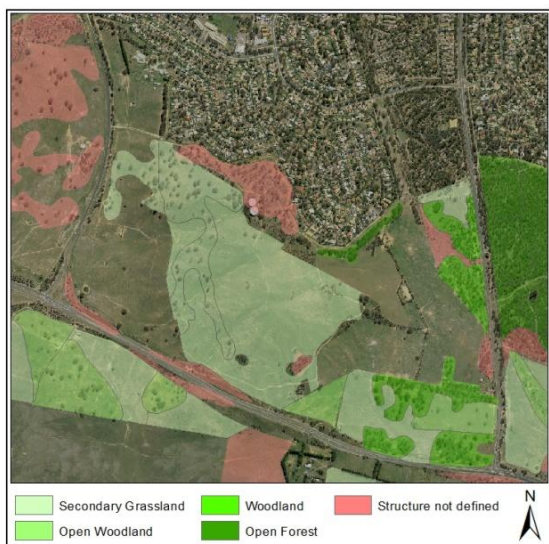 Secondary Grassland
Woodland
Structure not defined
N
Open Woodland
Open Forest